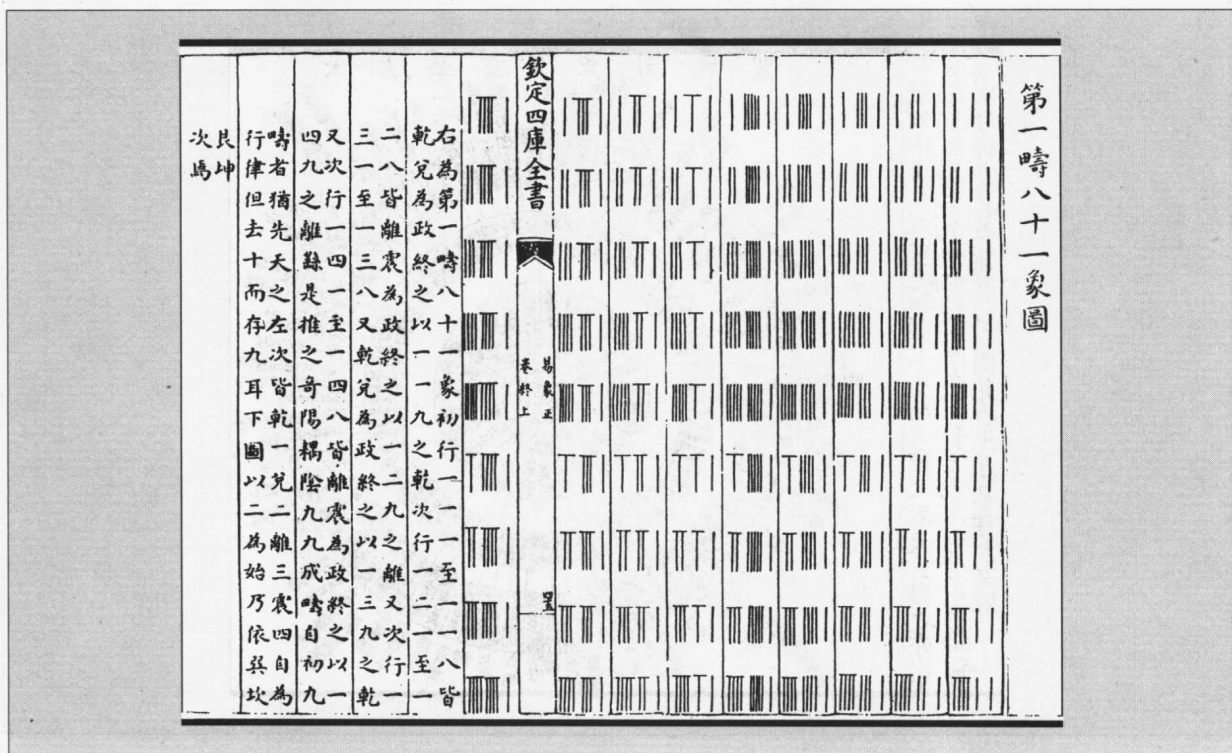 第一疇八十一象圖
欽定四庫全書
易象正
卷終上
右為第一疇八十一象初行一一一至一一八皆
乾兌為政終之以一一九之乾次行一二一至一
二八皆離震為政終之以一二九之離又次行一
三一至一三八又乾兌為政終之以一三九之乾
又次行一四一至一四八皆離震為政終之以一
四九之離繇是推之奇陽耦陰九九成疇自初九
疇者猶先天之左次皆乾一兌二離三震四自為
行律但去十而存九耳下圖以二為始乃依巽坎
艮坤
次焉